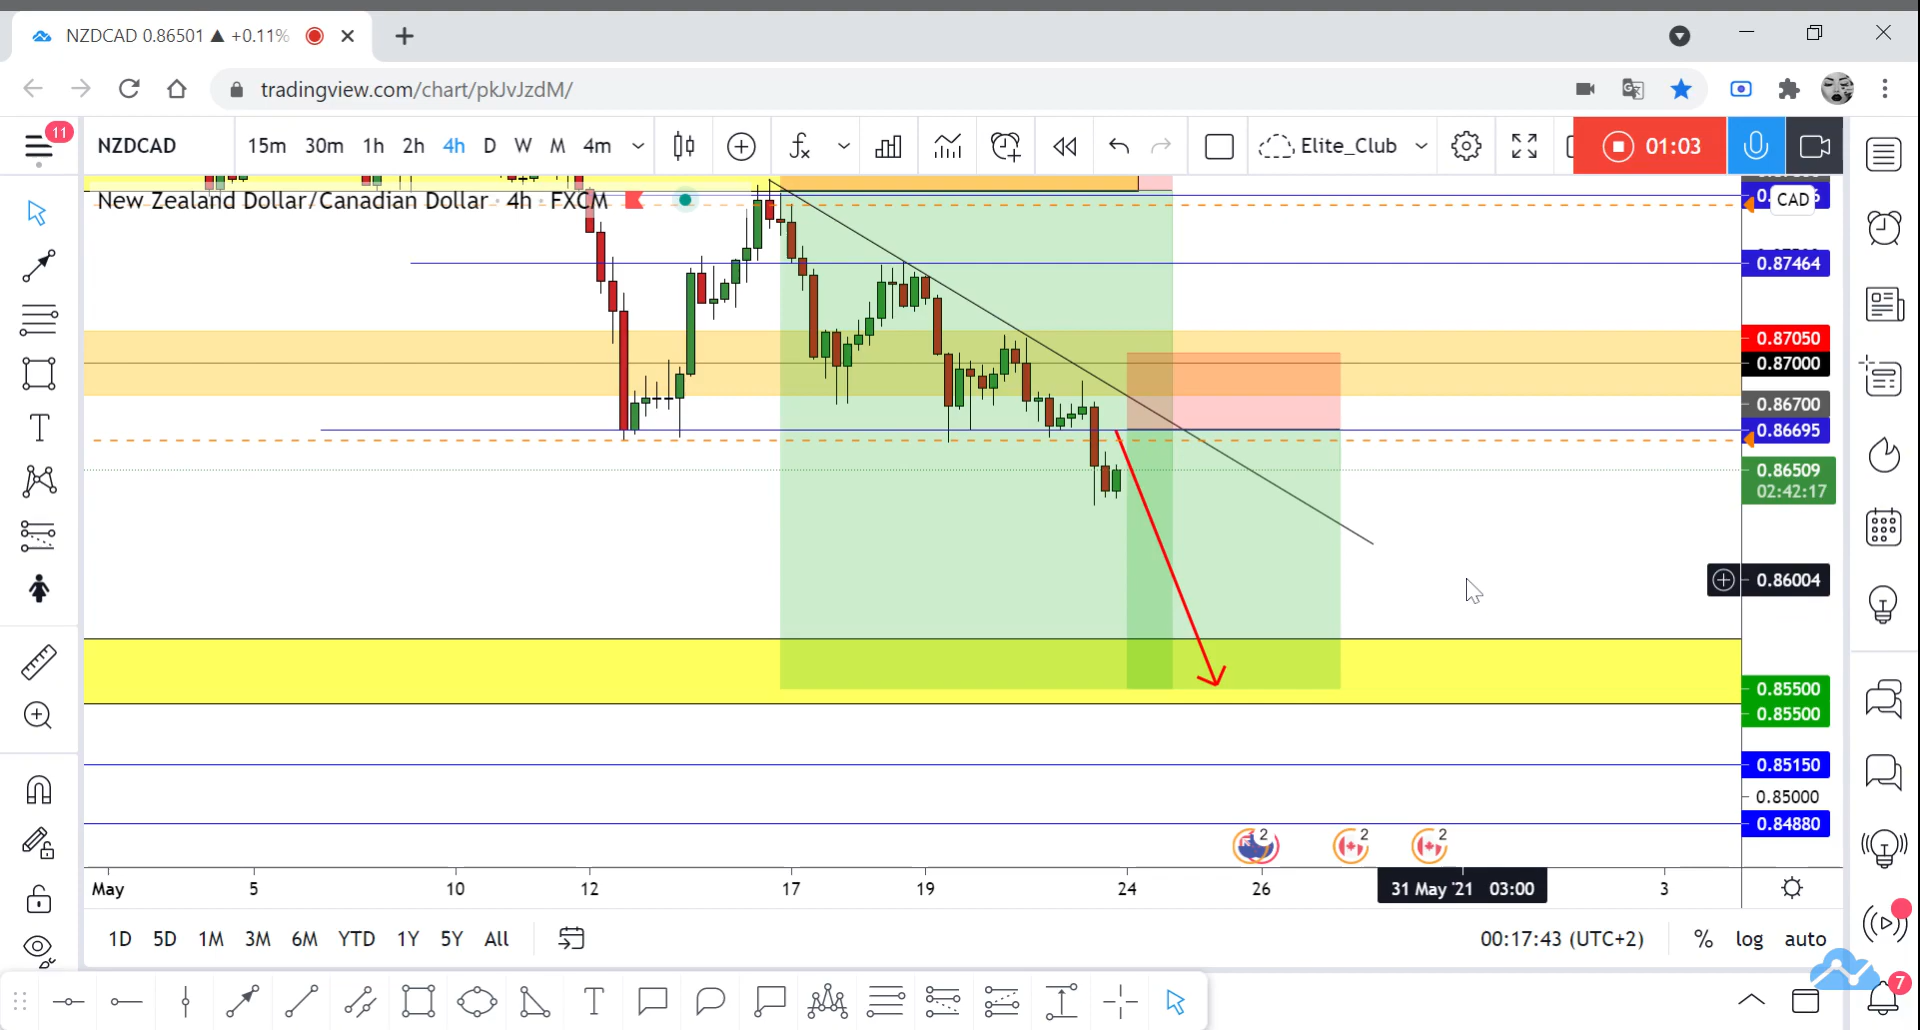 NZDCAD 0.86501 ▲ +0.11%
tradingview.com/chart/pkJvJzdM/
11
NZDCAD
15m 30m 1h 2h 4h D W M 4m
Elite_Club
01:03
New Zealand Dollar/Canadian Dollar · 4h · FXCM
CAD
0.87464
0.87050
0.87000
0.86700
0.86695
0.86509
02:42:17
0.86004
0.85500
0.85500
0.85150
0.85000
0.84880
2 2 2
May 5 10 12 17 19 24 26 31 May '21 03:00 3
1D 5D 1M 3M 6M YTD 1Y 5Y All
00:17:43 (UTC+2) % log auto
T
T
7